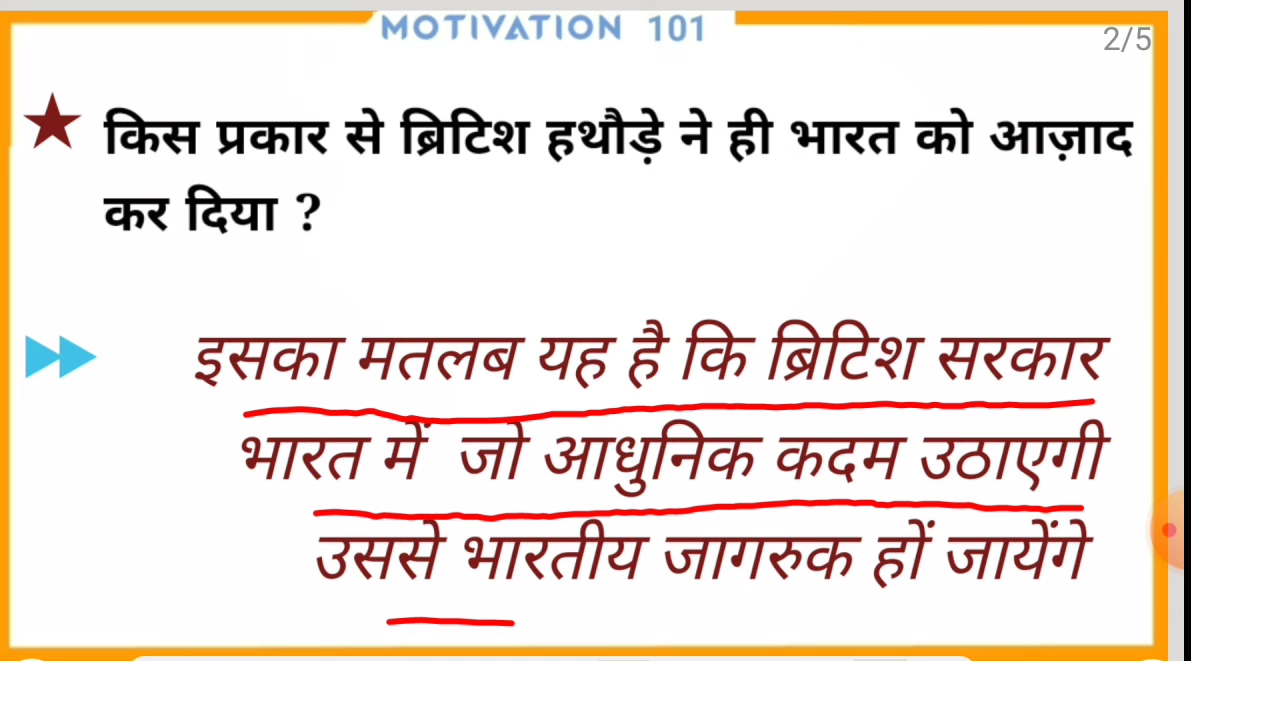 MOTIVATION 101
2/5
★ किस प्रकार से ब्रिटिश हथौड़े ने ही भारत को आज़ाद
कर दिया ?
इसका मतलब यह है कि ब्रिटिश सरकार
भारत में जो आधुनिक कदम उठाएगी
उससे भारतीय जागरुक हों जायेंगे